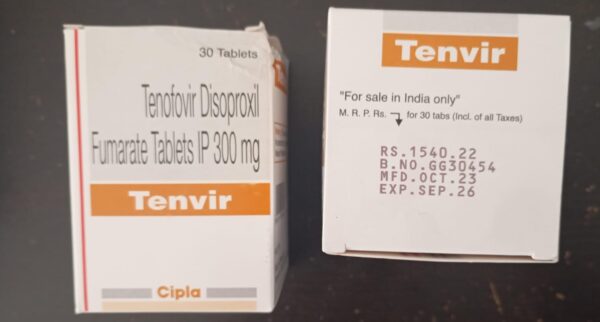 30 Tablets
Tenofovir Disoproxil
Fumarate Tablets IP 300 mg
Tenvir
Cipla
Tenvir
"For sale in India only"
M. R. P. Rs. for 30 tabs (Incl. of all Taxes)
RS.1540.22
B.NO.GG30454
MFD.OCT.23
EXP.SEP.26